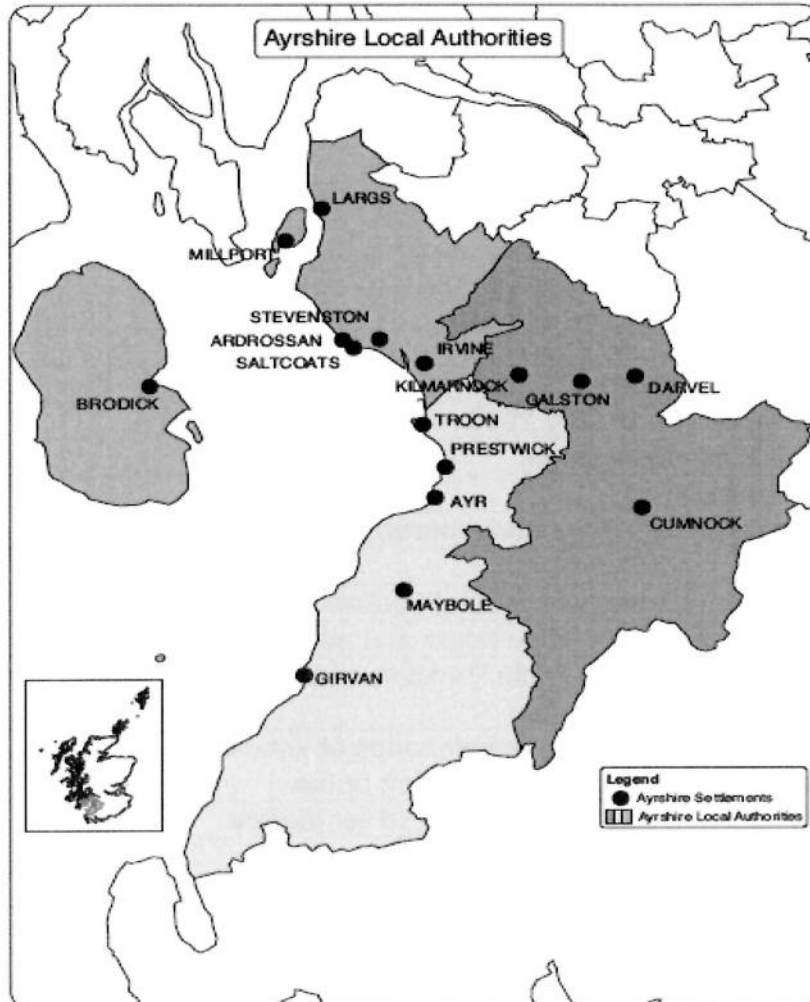 Ayrshire Local Authorities
LARGS
MILLPORT
STEVENSTON
ARDROSSAN
IRVINE
SALTCOATS
KILMARNOCK
GALSTON
DARVEL
BRODICK
TROON
PRESTWICK
AYR
CUMNOCK
MAYBOLE
GIRVAN
Legend
Ayrshire Settlements
Ayrshire Local Authorities